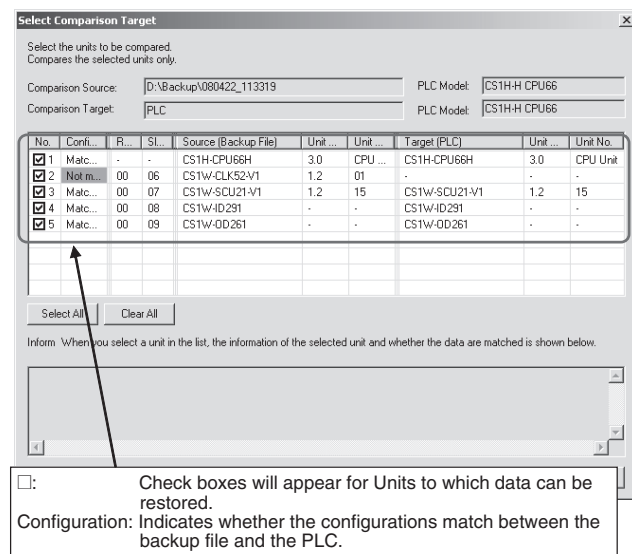 Select Comparison Target
Select the units to be compared.
Compares the selected units only.
Comparison Source: D:\Backup\080422_113319 PLC Model: CS1H-H CPU66
Comparison Target: PLC PLC Model: CS1H-H CPU66
No. Confi... R... Sl... Source (Backup File) Unit ... Unit ... Target (PLC) Unit ... Unit No.
1 Matc... - - CS1H-CPU66H 3.0 CPU ... CS1H-CPU66H 3.0 CPU Unit
2 Not m... 00 06 CS1W-CLK52-V1 1.2 01 - - -
3 Matc... 00 07 CS1W-SCU21-V1 1.2 15 CS1W-SCU21-V1 1.2 15
4 Matc... 00 08 CS1W-ID291 - - CS1W-ID291 - -
5 Matc... 00 09 CS1W-OD261 - - CS1W-OD261 - -
Select All Clear All
Inform When you select a unit in the list, the information of the selected unit and whether the data are matched is shown below.
□: Check boxes will appear for Units to which data can be
restored.
Configuration: Indicates whether the configurations match between the
backup file and the PLC.